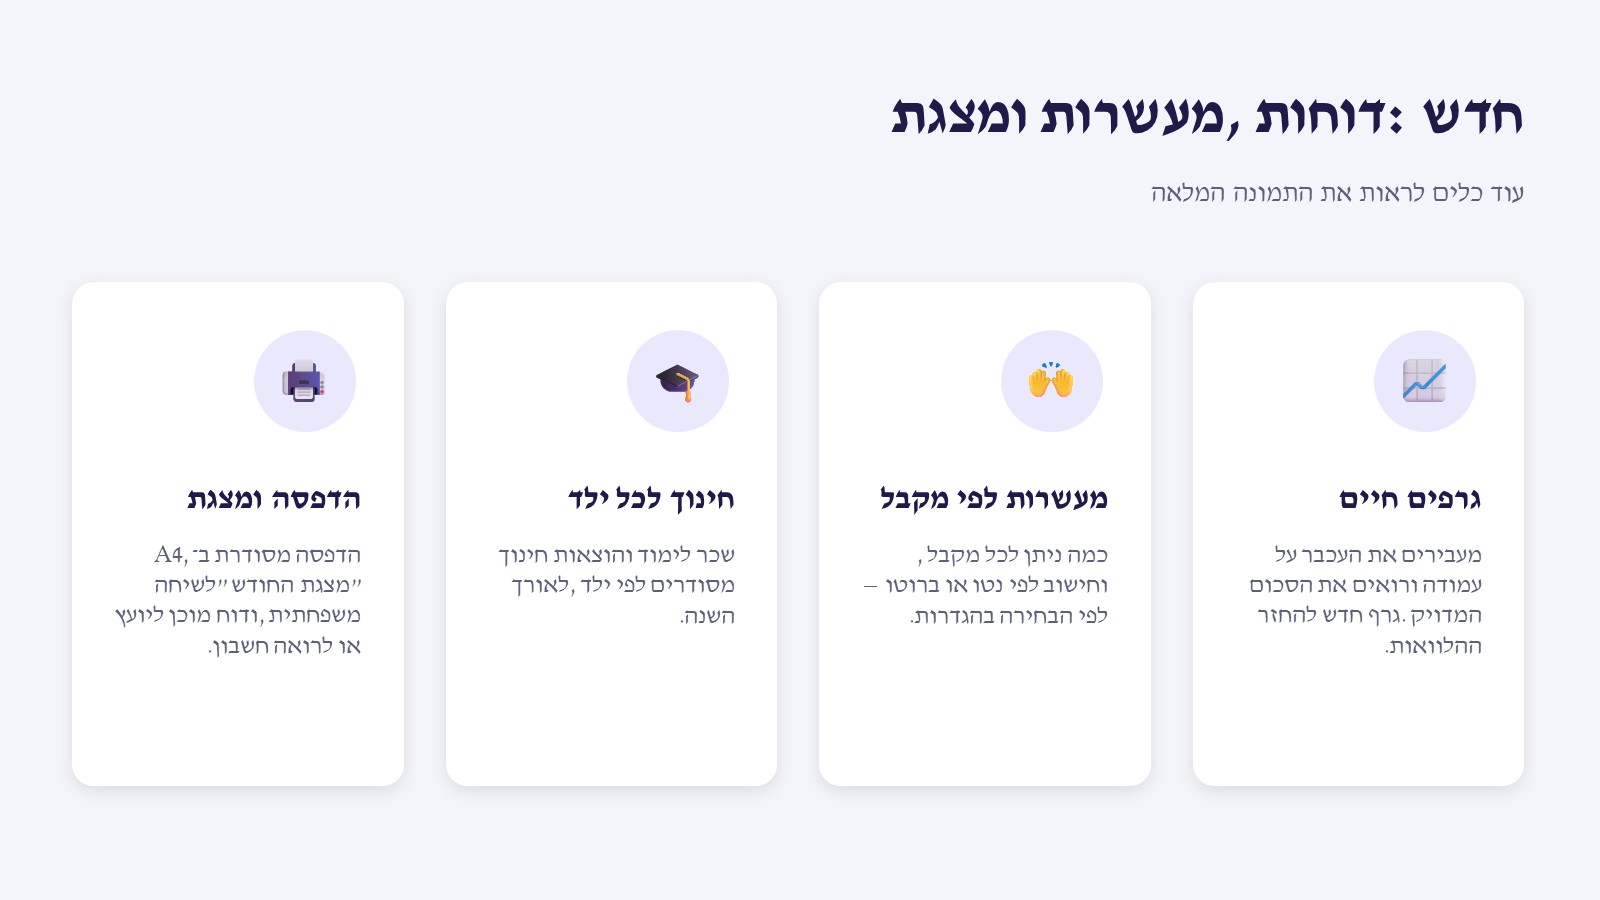 חדש: דוחות, מעשרות ומצגת
עוד כלים לראות את התמונה המלאה
גרפים חיים
מעבירים את העכבר על
עמודה ורואים את הסכום
המדויק. גרף חדש להחזר
ההלוואות.
מעשרות לפי מקבל
כמה ניתן לכל מקבל,
וחישוב לפי נטו או ברוטו –
לפי הבחירה בהגדרות.
חינוך לכל ילד
שכר לימוד והוצאות חינוך
מסודרים לפי ילד, לאורך
השנה.
הדפסה ומצגת
הדפסה מסודרת ב־A4,
"מצגת החודש" לשיחה
משפחתית, ודוח מוכן ליועץ
או לרואה חשבון.